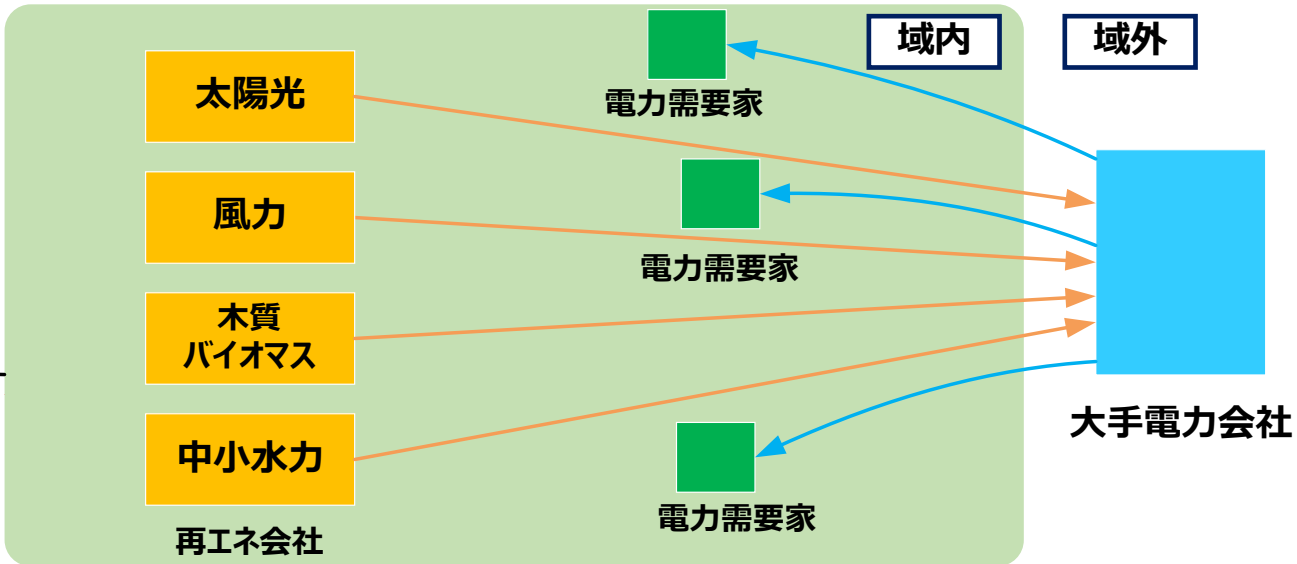 域内
域外
太陽光
電力需要家
風力
電力需要家
木質
バイオマス
大手電力会社
中小水力
電力需要家
再エネ会社